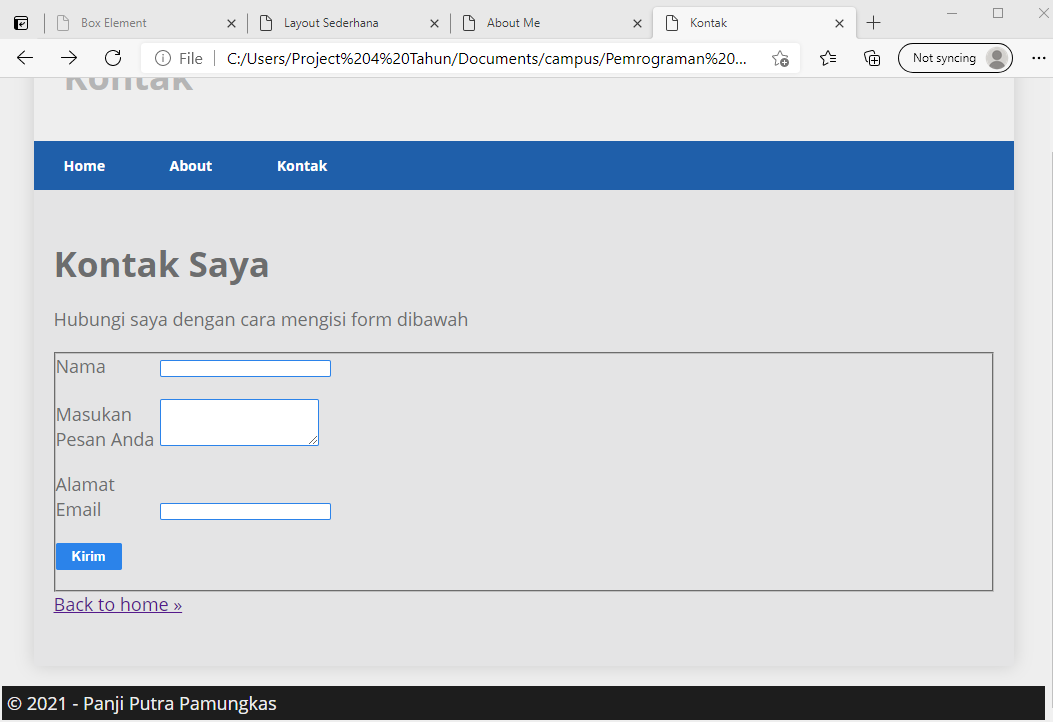 Box Element
Layout Sederhana
About Me
Kontak
File
C:/Users/Project%204%20Tahun/Documents/campus/Pemrograman%20...
Not syncing
Kontak
Home About Kontak
Kontak Saya
Hubungi saya dengan cara mengisi form dibawah
Nama
Masukan
Pesan Anda
Alamat
Email
Kirim
Back to home »
© 2021 - Panji Putra Pamungkas